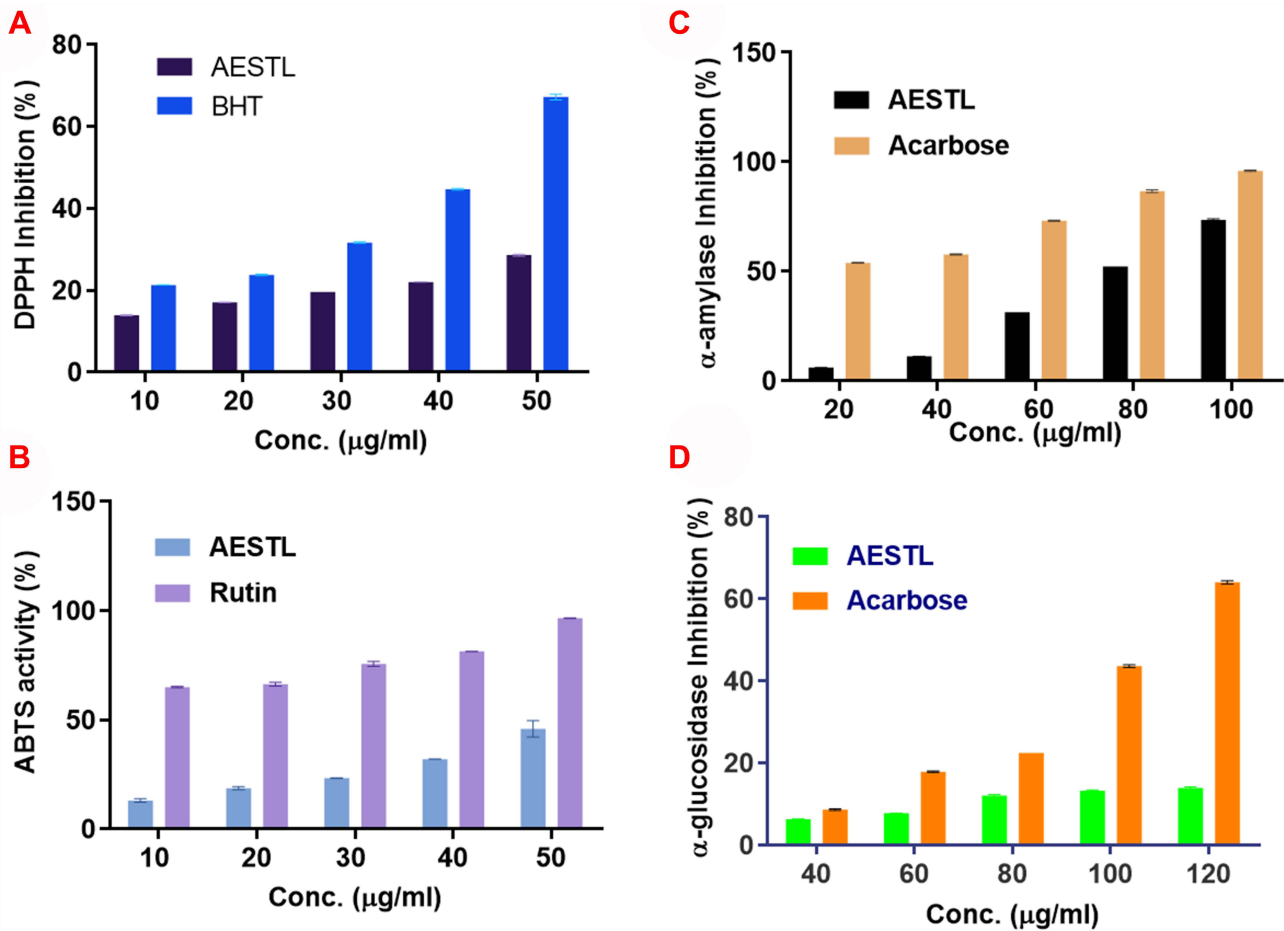 A
DPPH Inhibition (%)
80
60
40
20
0
AESTL
BHT
10 20 30 40 50
Conc. (μg/ml)
B
ABTS activity (%)
150
100
50
0
AESTL
Rutin
10 20 30 40 50
Conc. (μg/ml)
C
α-amylase Inhibition (%)
150
100
50
0
AESTL
Acarbose
20 40 60 80 100
Conc. (μg/ml)
D
α-glucosidase Inhibition (%)
80
60
40
20
0
AESTL
Acarbose
40 60 80 100 120
Conc. (μg/ml)